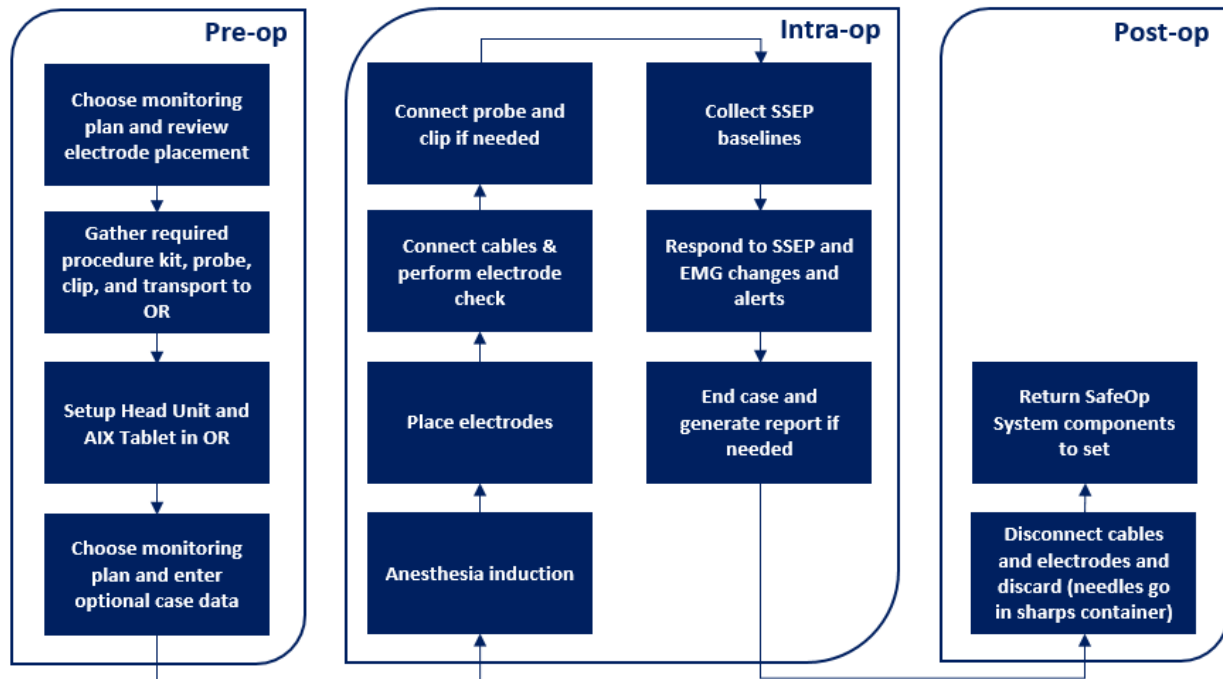 Pre-op
Choose monitoring
plan and review
electrode placement
Gather required
procedure kit, probe,
clip, and transport to
OR
Setup Head Unit and
AIX Tablet in OR
Choose monitoring
plan and enter
optional case data
Intra-op
Anesthesia induction
Place electrodes
Connect cables &
perform electrode
check
Connect probe and
clip if needed
Collect SSEP
baselines
Respond to SSEP and
EMG changes and
alerts
End case and
generate report if
needed
Post-op
Disconnect cables
and electrodes and
discard (needles go
in sharps container)
Return SafeOp
System components
to set